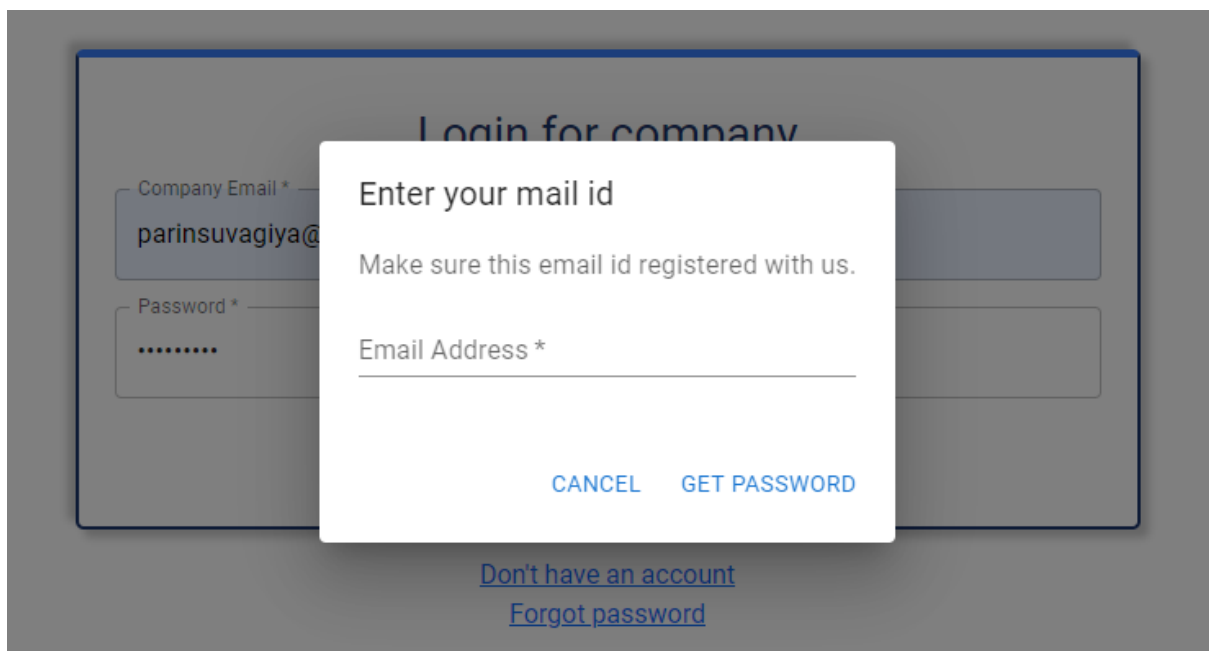 Login for company
Company Email *
parinsuvagiya@
Password *
•••••••••
Enter your mail id
Make sure this email id registered with us.
Email Address *
CANCEL GET PASSWORD
Don't have an account
Forgot password